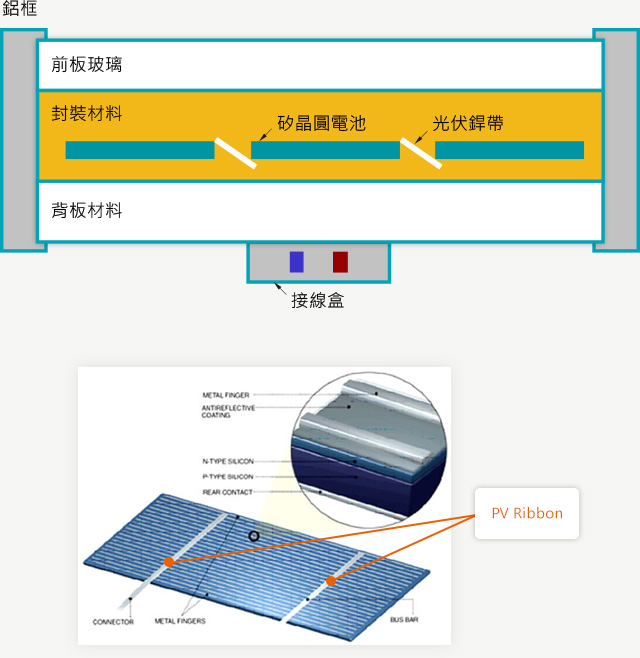 鋁框
前板玻璃
封裝材料
矽晶圓電池
光伏銲帶
背板材料
接線盒
METAL FINGER
ANTIREFLECTIVE
COATING
N-TYPE SILICON
P-TYPE SILICON
REAR CONTACT
PV Ribbon
CONNECTOR
METAL FINGERS
BUS BAR